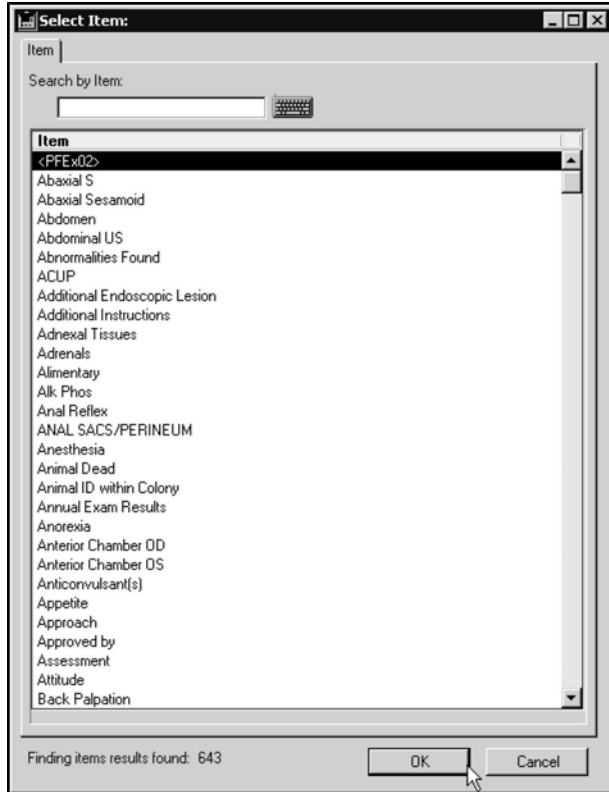 Select Item:
Item
Search by Item:
Item
<PFEx02>
Abaxial S
Abaxial Sesamoid
Abdomen
Abdominal US
Abnormalities Found
ACUP
Additional Endoscopic Lesion
Additional Instructions
Adnexal Tissues
Adrenals
Alimentary
Alk Phos
Anal Reflex
ANAL SACS/PERINEUM
Anesthesia
Animal Dead
Animal ID within Colony
Annual Exam Results
Anorexia
Anterior Chamber OD
Anterior Chamber OS
Anticonvulsant(s)
Appetite
Approach
Approved by
Assessment
Attitude
Back Palpation
Finding items results found: 643
OK
Cancel